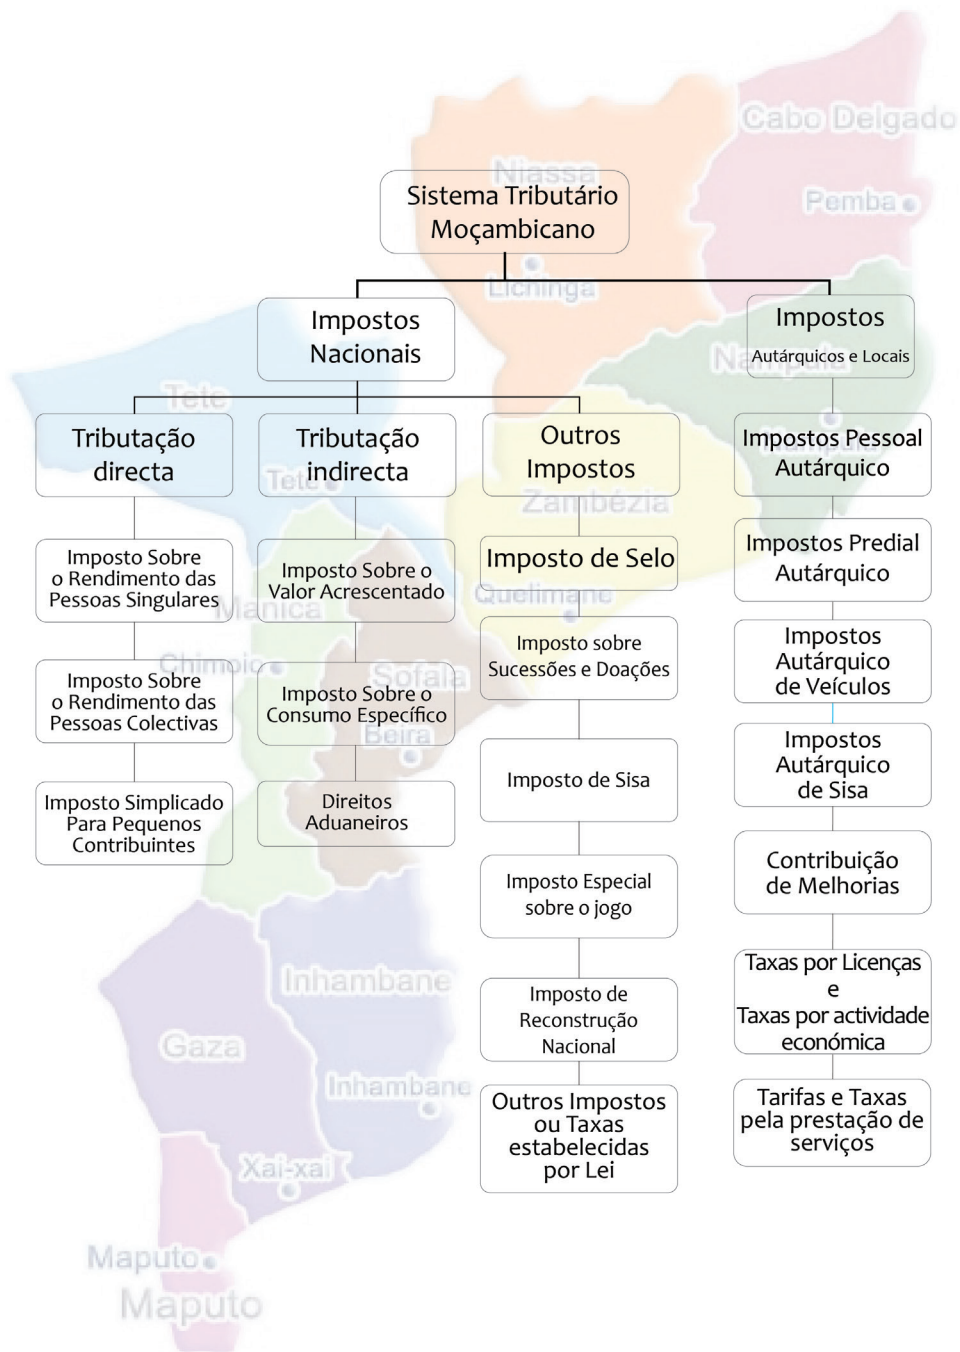 Cabo Delgado
Niassa
Pemba
Lichinga
Sistema Tributário
Moçambicano
Impostos
Nacionais
Impostos
Autárquicos e Locais
Nampula
Nampula
Tete
Tete
Zambézia
Quelimane
Manica
Chimoio
Sofala
Beira
Tributação
directa
Imposto Sobre
o Rendimento das
Pessoas Singulares
Imposto Sobre
o Rendimento das
Pessoas Colectivas
Imposto Simplicado
Para Pequenos
Contribuintes
Tributação
indirecta
Imposto Sobre o
Valor Acrescentado
Imposto Sobre o
Consumo Específico
Direitos
Aduaneiros
Outros
Impostos
Imposto de Selo
Imposto sobre
Sucessões e Doações
Imposto de Sisa
Imposto Especial
sobre o jogo
Imposto de
Reconstrução
Nacional
Outros Impostos
ou Taxas
estabelecidas
por Lei
Impostos Pessoal
Autárquico
Impostos Predial
Autárquico
Impostos
Autárquico
de Veículos
Impostos
Autárquico
de Sisa
Contribuição
de Melhorias
Taxas por Licenças
e
Taxas por actividade
económica
Tarifas e Taxas
pela prestação de
serviços
Inhambane
Gaza
Inhambane
Xai-xai
Maputo
Maputo